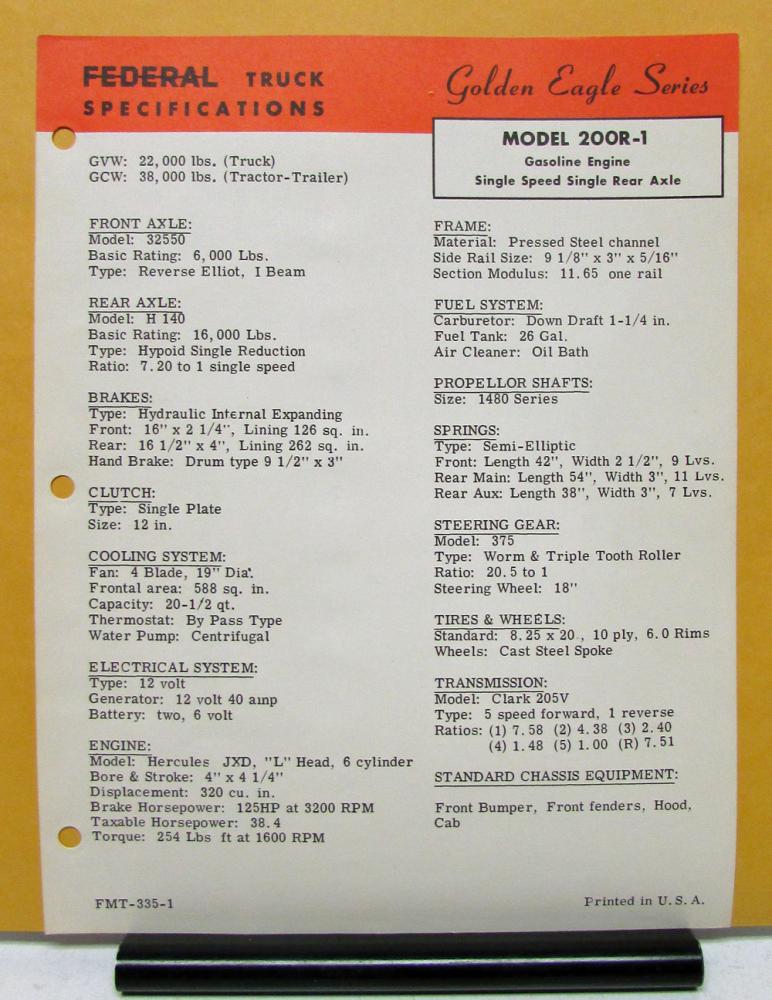 FEDERAL TRUCK
SPECIFICATIONS
Golden Eagle Series
MODEL 200R-1
Gasoline Engine
Single Speed Single Rear Axle
GVW: 22,000 lbs. (Truck)
GCW: 38,000 lbs. (Tractor-Trailer)
FRONT AXLE:
Model: 32550
Basic Rating: 6,000 Lbs.
Type: Reverse Elliot, I Beam
REAR AXLE:
Model: H 140
Basic Rating: 16,000 Lbs.
Type: Hypoid Single Reduction
Ratio: 7.20 to 1 single speed
BRAKES:
Type: Hydraulic Internal Expanding
Front: 16" x 2 1/4", Lining 126 sq. in.
Rear: 16 1/2" x 4", Lining 262 sq. in.
Hand Brake: Drum type 9 1/2" x 3"
CLUTCH:
Type: Single Plate
Size: 12 in.
COOLING SYSTEM:
Fan: 4 Blade, 19" Dia.
Frontal area: 588 sq. in.
Capacity: 20-1/2 qt.
Thermostat: By Pass Type
Water Pump: Centrifugal
ELECTRICAL SYSTEM:
Type: 12 volt
Generator: 12 volt 40 amp
Battery: two, 6 volt
ENGINE:
Model: Hercules JXD, "L" Head, 6 cylinder
Bore & Stroke: 4" x 4 1/4"
Displacement: 320 cu. in.
Brake Horsepower: 125HP at 3200 RPM
Taxable Horsepower: 38.4
Torque: 254 Lbs ft at 1600 RPM
FRAME:
Material: Pressed Steel channel
Side Rail Size: 9 1/8" x 3" x 5/16"
Section Modulus: 11.65 one rail
FUEL SYSTEM:
Carburetor: Down Draft 1-1/4 in.
Fuel Tank: 26 Gal.
Air Cleaner: Oil Bath
PROPELLOR SHAFTS:
Size: 1480 Series
SPRINGS:
Type: Semi-Elliptic
Front: Length 42", Width 2 1/2", 9 Lvs.
Rear Main: Length 54", Width 3", 11 Lvs.
Rear Aux: Length 38", Width 3", 7 Lvs.
STEERING GEAR:
Model: 375
Type: Worm & Triple Tooth Roller
Ratio: 20.5 to 1
Steering Wheel: 18"
TIRES & WHEELS:
Standard: 8.25 x 20, 10 ply, 6.0 Rims
Wheels: Cast Steel Spoke
TRANSMISSION:
Model: Clark 205V
Type: 5 speed forward, 1 reverse
Ratios: (1) 7.58 (2) 4.38 (3) 2.40
(4) 1.48 (5) 1.00 (R) 7.51
STANDARD CHASSIS EQUIPMENT:
Front Bumper, Front fenders, Hood,
Cab
FMT-335-1
Printed in U.S.A.